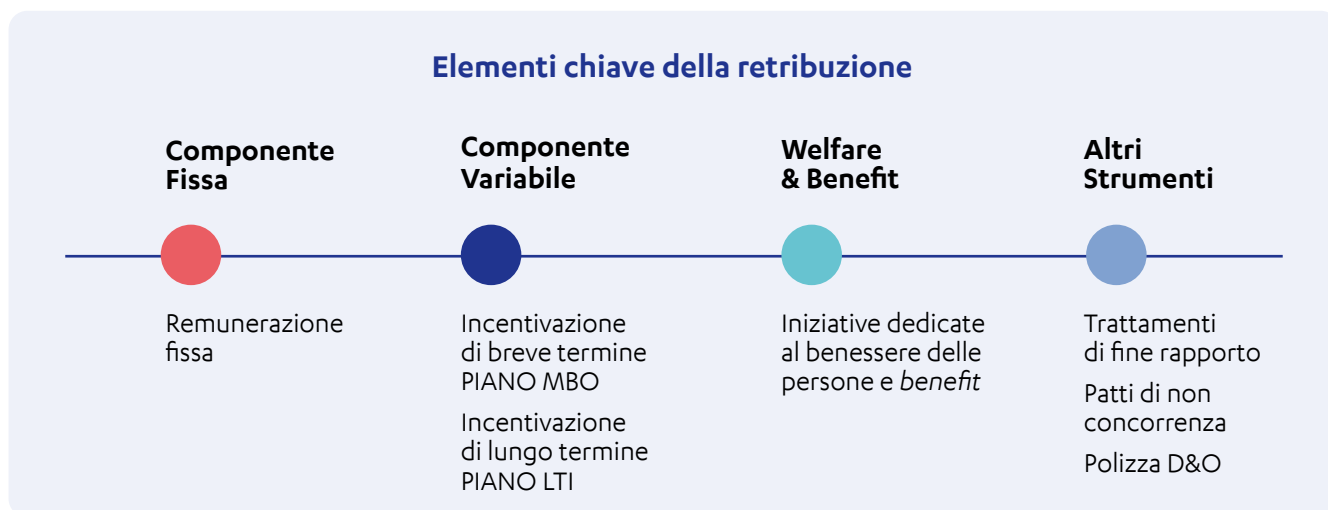 Elementi chiave della retribuzione
Componente
Fissa
Remunerazione
fissa
Componente
Variabile
Incentivazione
di breve termine
PIANO MBO
Incentivazione
di lungo termine
PIANO LTI
Welfare
& Benefit
Iniziative dedicate
al benessere delle
persone e benefit
Altri
Strumenti
Trattamenti
di fine rapporto
Patti di non
concorrenza
Polizza D&O